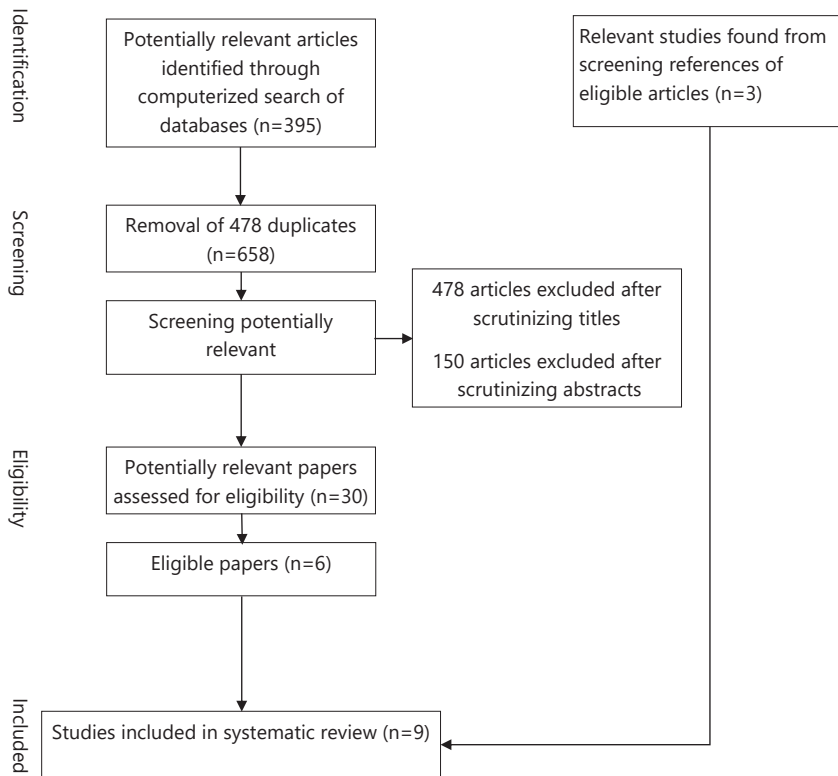 Identification
Potentially relevant articles
identified through
computerized search of
databases (n=395)
Relevant studies found from
screening references of
eligible articles (n=3)
Screening
Removal of 478 duplicates
(n=658)
Screening potentially
relevant
478 articles excluded after
scrutinizing titles
150 articles excluded after
scrutinizing abstracts
Eligibility
Potentially relevant papers
assessed for eligibility (n=30)
Eligible papers (n=6)
Included
Studies included in systematic review (n=9)